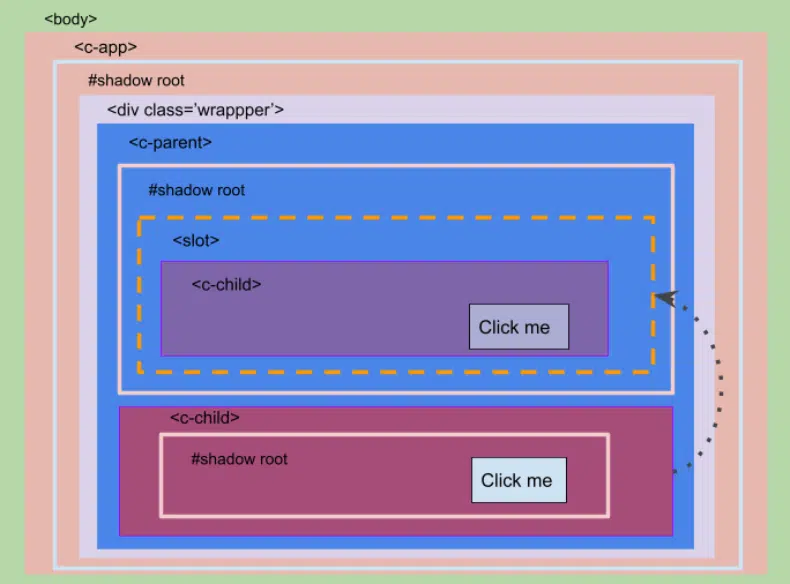 <body>
<c-app>
#shadow root
<div class=’wrappper’>
<c-parent>
#shadow root
<slot>
<c-child>
Click me
<c-child>
#shadow root
Click me